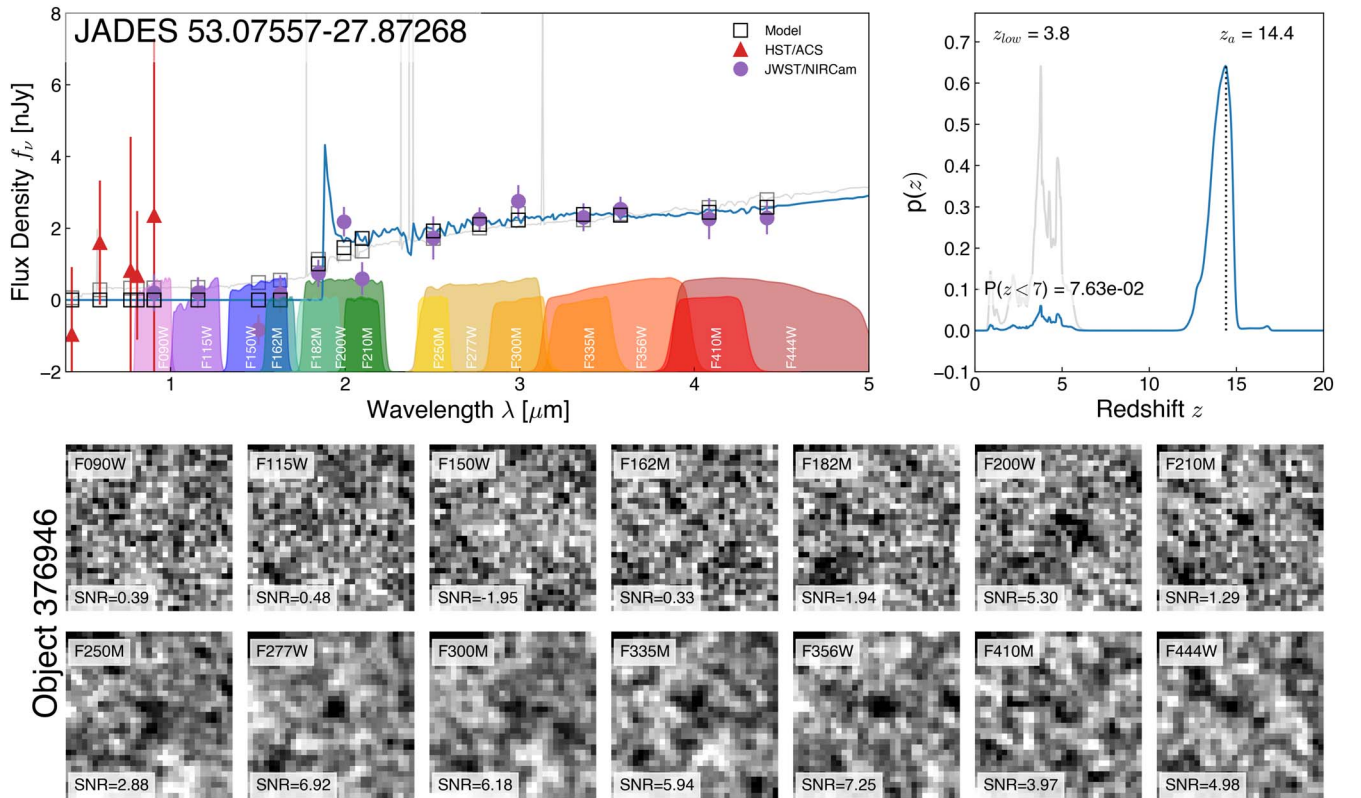 JADES 53.07557-27.87268
Model
HST/ACS
JWST/NIRCam
Flux Density fν [nJy]
8
6
4
2
0
−2
F090W
F115W
F150W
F162M
F182M
F200W
F210M
F250M
F277W
F300M
F335M
F356W
F410M
F444W
1 2 3 4 5
Wavelength λ [μm]
z_low = 3.8
z_a = 14.4
P(z < 7) = 7.63e-02
p(z)
0.7
0.6
0.5
0.4
0.3
0.2
0.1
0.0
−0.1
0 5 10 15 20
Redshift z
Object 376946
F090W
SNR=0.39
F115W
SNR=0.48
F150W
SNR=-1.95
F162M
SNR=0.33
F182M
SNR=1.94
F200W
SNR=5.30
F210M
SNR=1.29
F250M
SNR=2.88
F277W
SNR=6.92
F300M
SNR=6.18
F335M
SNR=5.94
F356W
SNR=7.25
F410M
SNR=3.97
F444W
SNR=4.98